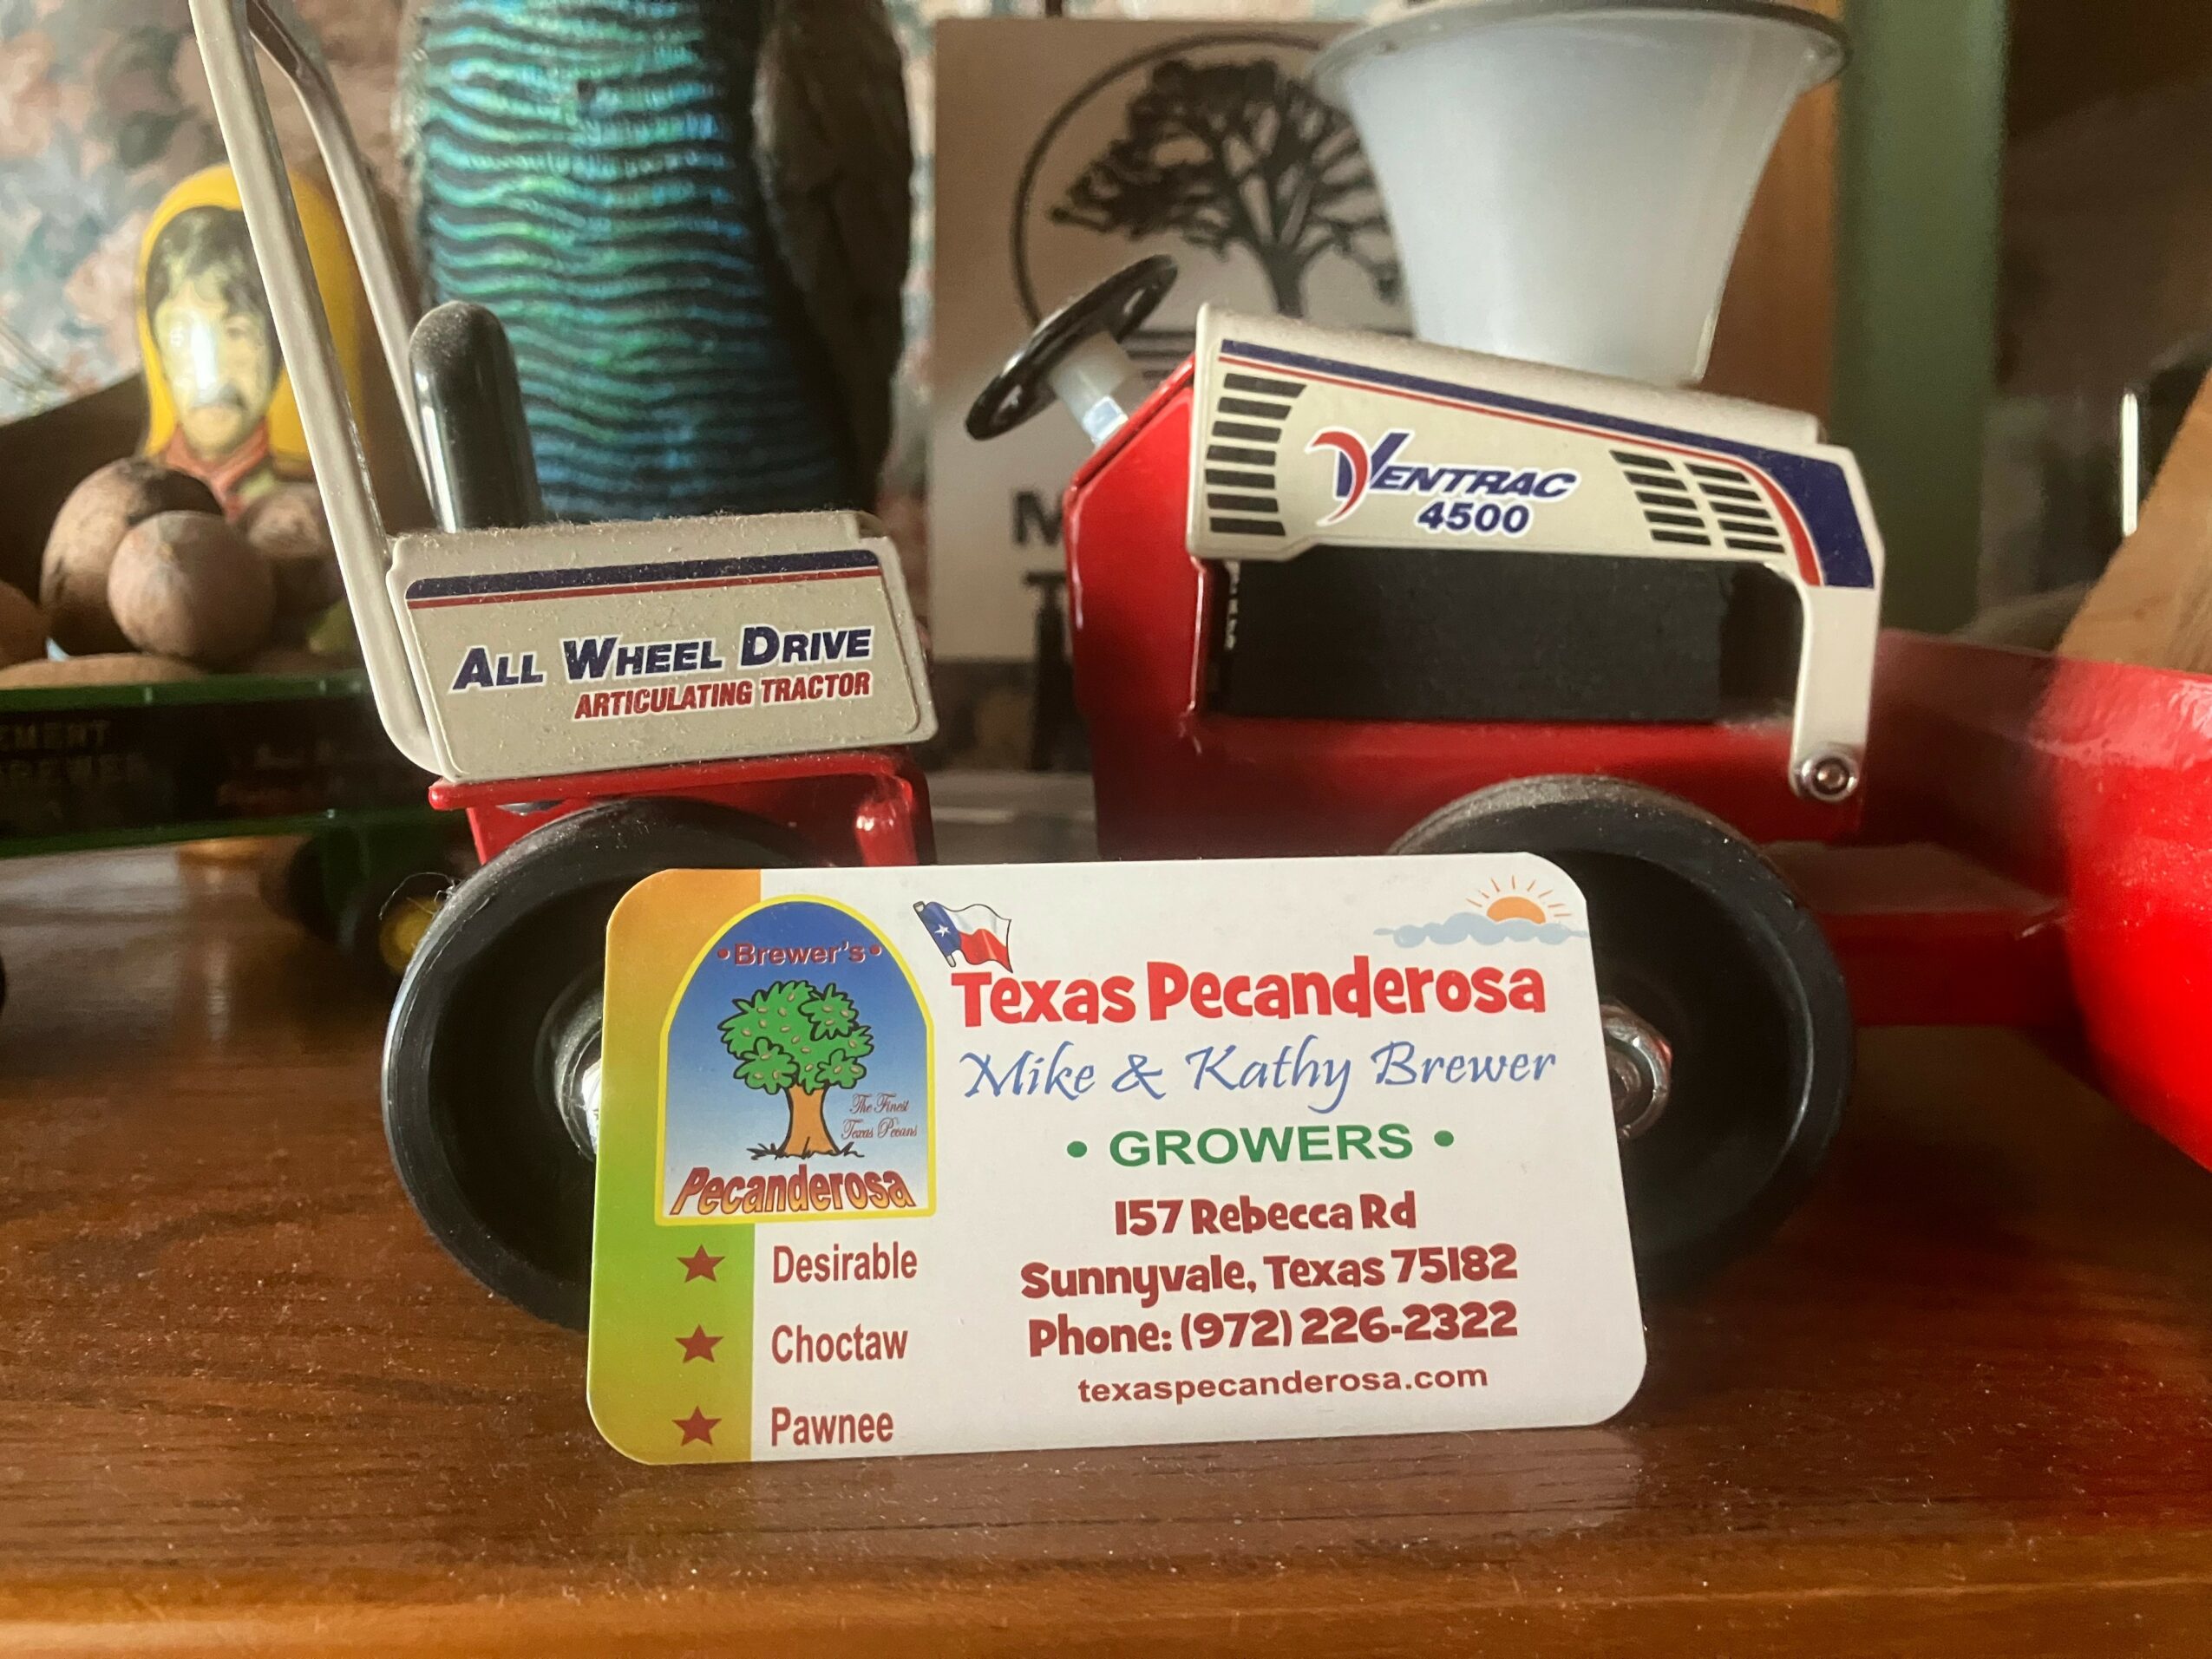 VENTRAC
4500
ALL WHEEL DRIVE
ARTICULATING TRACTOR
• Brewer's •
The Finest
Texas Pecans
Pecanderosa
Texas Pecanderosa
Mike & Kathy Brewer
• GROWERS •
157 Rebecca Rd
Sunnyvale, Texas 75182
Phone: (972) 226-2322
texaspecanderosa.com
Desirable
Choctaw
Pawnee